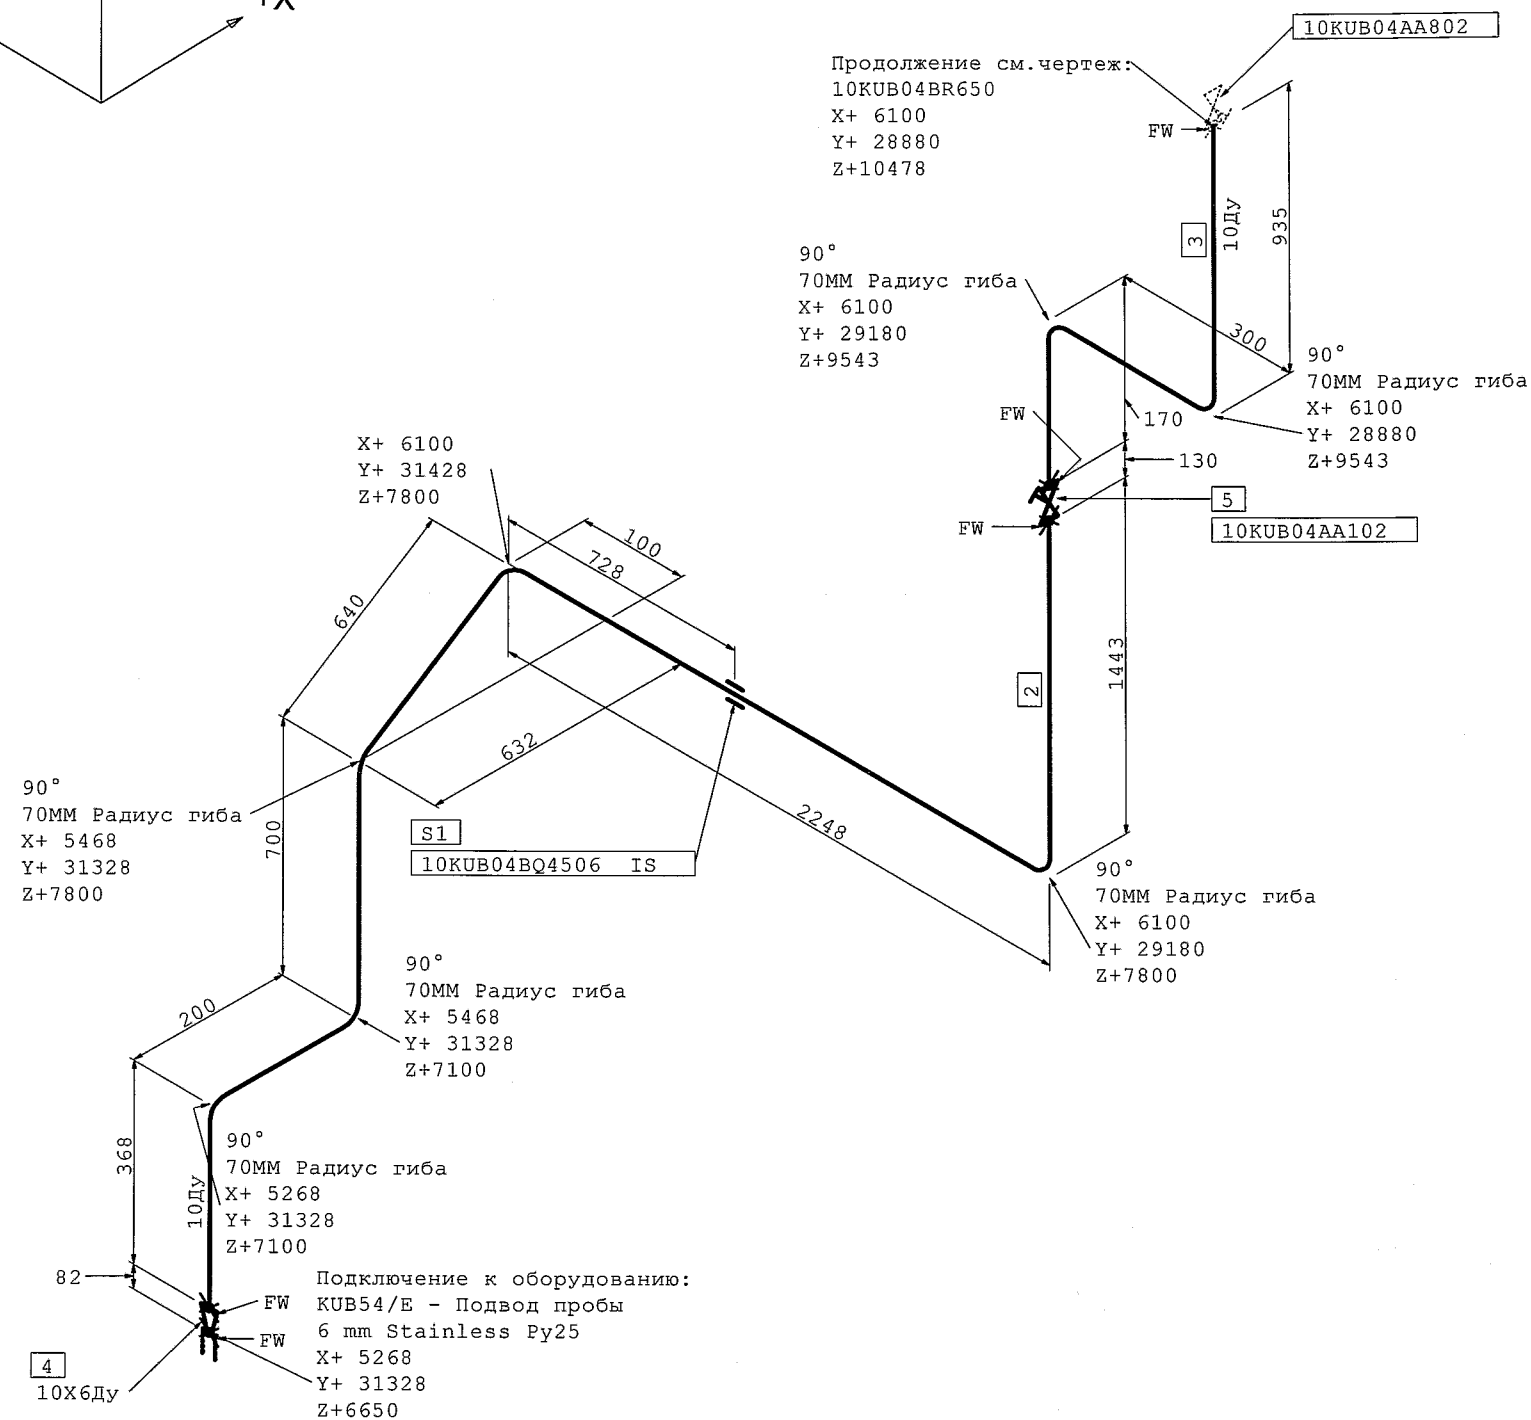 +X
10KUB04AA802
Продолжение см.чертеж:
10KUB04BR650
X+ 6100
Y+ 28880
Z+10478
FW
3
10Ду
935
90°
70ММ Радиус гиба
X+ 6100
Y+ 29180
Z+9543
300
90°
70ММ Радиус гиба
X+ 6100
Y+ 28880
Z+9543
FW
170
130
5
10KUB04AA102
FW
X+ 6100
Y+ 31428
Z+7800
100
728
640
1443
2
632
2248
S1
10KUB04BQ4506 IS
90°
70ММ Радиус гиба
X+ 5468
Y+ 31328
Z+7800
700
90°
70ММ Радиус гиба
X+ 6100
Y+ 29180
Z+7800
90°
70ММ Радиус гиба
X+ 5468
Y+ 31328
Z+7100
200
368
10Ду
90°
70ММ Радиус гиба
X+ 5268
Y+ 31328
Z+7100
82
FW
FW
Подключение к оборудованию:
KUB54/E - Подвод пробы
6 mm Stainless Py25
X+ 5268
Y+ 31328
Z+6650
4
10X6Ду